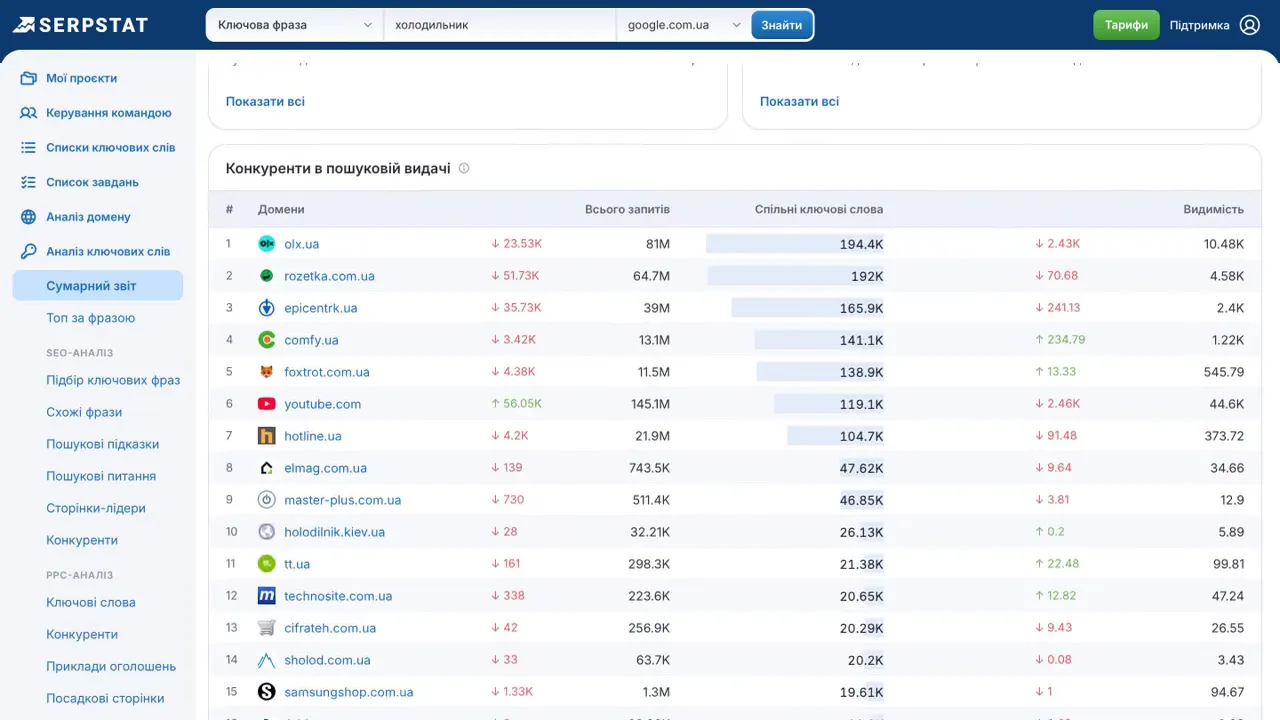 SERPSTAT
Ключова фраза
холодильник
google.com.ua
Знайти
Тарифи
Підтримка
Мої проєкти
Керування командою
Списки ключових слів
Список завдань
Аналіз домену
Аналіз ключових слів
Сумарний звіт
Топ за фразою
SEO-АНАЛІЗ
Підбір ключових фраз
Схожі фрази
Пошукові підказки
Пошукові питання
Сторінки-лідери
Конкуренти
PPC-АНАЛІЗ
Ключові слова
Конкуренти
Приклади оголошень
Посадкові сторінки
Показати всі
Показати всі
Конкуренти в пошуковій видачі
# Домени Всього запитів Спільні ключові слова Видимість
1 olx.ua ↓ 23.53K 81M 194.4K ↓ 2.43K 10.48K
2 rozetka.com.ua ↓ 51.73K 64.7M 192K ↓ 70.68 4.58K
3 epicentrk.ua ↓ 35.73K 39M 165.9K ↓ 241.13 2.4K
4 comfy.ua ↓ 3.42K 13.1M 141.1K ↑ 234.79 1.22K
5 foxtrot.com.ua ↓ 4.38K 11.5M 138.9K ↑ 13.33 545.79
6 youtube.com ↑ 56.05K 145.1M 119.1K ↓ 2.46K 44.6K
7 hotline.ua ↓ 4.2K 21.9M 104.7K ↓ 91.48 373.72
8 elmag.com.ua ↓ 139 743.5K 47.62K ↓ 9.64 34.66
9 master-plus.com.ua ↓ 730 511.4K 46.85K ↓ 3.81 12.9
10 holodilnik.kiev.ua ↓ 28 32.21K 26.13K ↑ 0.2 5.89
11 tt.ua ↓ 161 298.3K 21.38K ↑ 22.48 99.81
12 technosite.com.ua ↓ 338 223.6K 20.65K ↑ 12.82 47.24
13 cifrateh.com.ua ↓ 42 256.9K 20.29K ↓ 9.43 26.55
14 sholod.com.ua ↓ 33 63.7K 20.2K ↓ 0.08 3.43
15 samsungshop.com.ua ↓ 1.33K 1.3M 19.61K ↓ 1 94.67